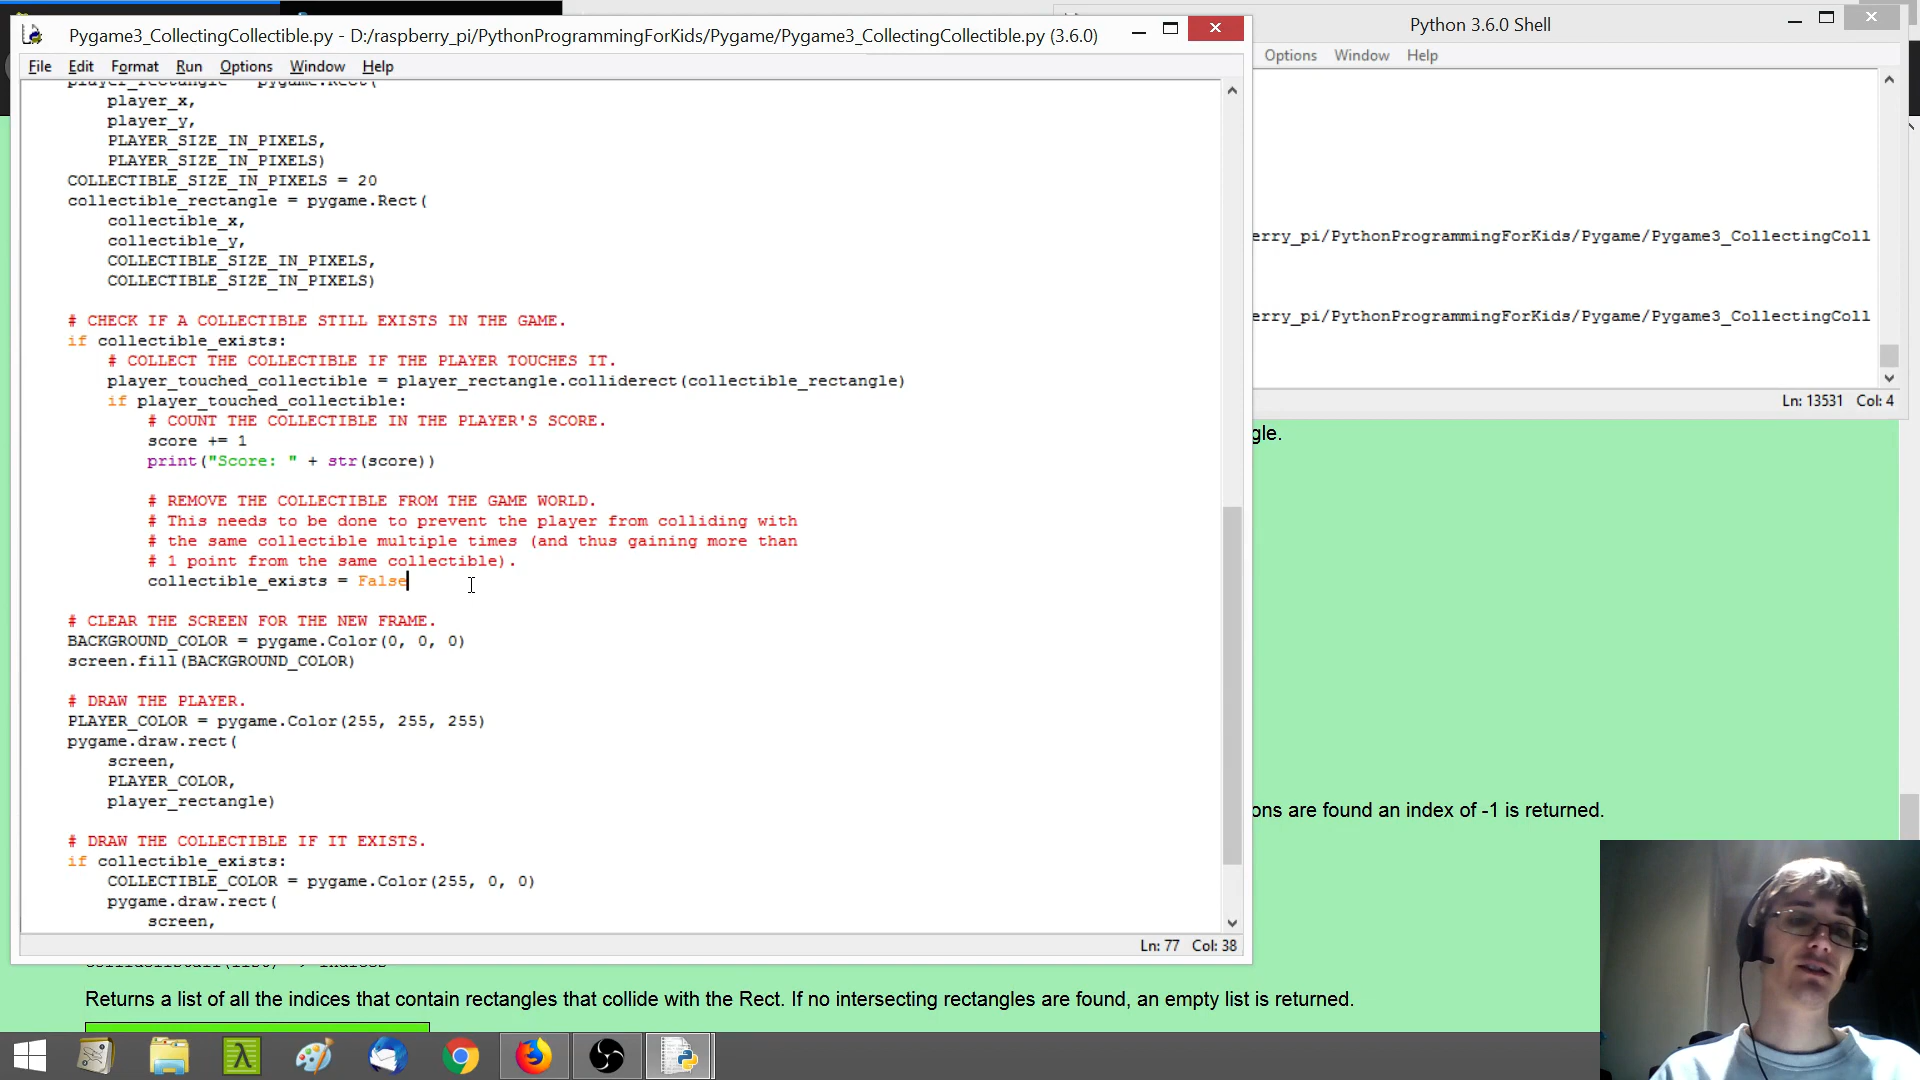 Pygame3_CollectingCollectible.py - D:/raspberry_pi/PythonProgrammingForKids/Pygame/Pygame3_CollectingCollectible.py (3.6.0)
File Edit Format Run Options Window Help
player_rectangle = pygame.Rect(
player_x,
player_y,
PLAYER_SIZE_IN_PIXELS,
PLAYER_SIZE_IN_PIXELS)
COLLECTIBLE_SIZE_IN_PIXELS = 20
collectible_rectangle = pygame.Rect(
collectible_x,
collectible_y,
COLLECTIBLE_SIZE_IN_PIXELS,
COLLECTIBLE_SIZE_IN_PIXELS)
# CHECK IF A COLLECTIBLE STILL EXISTS IN THE GAME.
if collectible_exists:
# COLLECT THE COLLECTIBLE IF THE PLAYER TOUCHES IT.
player_touched_collectible = player_rectangle.colliderect(collectible_rectangle)
if player_touched_collectible:
# COUNT THE COLLECTIBLE IN THE PLAYER'S SCORE.
score += 1
print("Score: " + str(score))
# REMOVE THE COLLECTIBLE FROM THE GAME WORLD.
# This needs to be done to prevent the player from colliding with
# the same collectible multiple times (and thus gaining more than
# 1 point from the same collectible).
collectible_exists = False
# CLEAR THE SCREEN FOR THE NEW FRAME.
BACKGROUND_COLOR = pygame.Color(0, 0, 0)
screen.fill(BACKGROUND_COLOR)
# DRAW THE PLAYER.
PLAYER_COLOR = pygame.Color(255, 255, 255)
pygame.draw.rect(
screen,
PLAYER_COLOR,
player_rectangle)
# DRAW THE COLLECTIBLE IF IT EXISTS.
if collectible_exists:
COLLECTIBLE_COLOR = pygame.Color(255, 0, 0)
pygame.draw.rect(
screen,
Ln: 77 Col: 38
Python 3.6.0 Shell
Options Window Help
erry_pi/PythonProgrammingForKids/Pygame/Pygame3_CollectingColl
erry_pi/PythonProgrammingForKids/Pygame/Pygame3_CollectingColl
Ln: 13531 Col: 4
gle.
ons are found an index of -1 is returned.
Returns a list of all the indices that contain rectangles that collide with the Rect. If no intersecting rectangles are found, an empty list is returned.